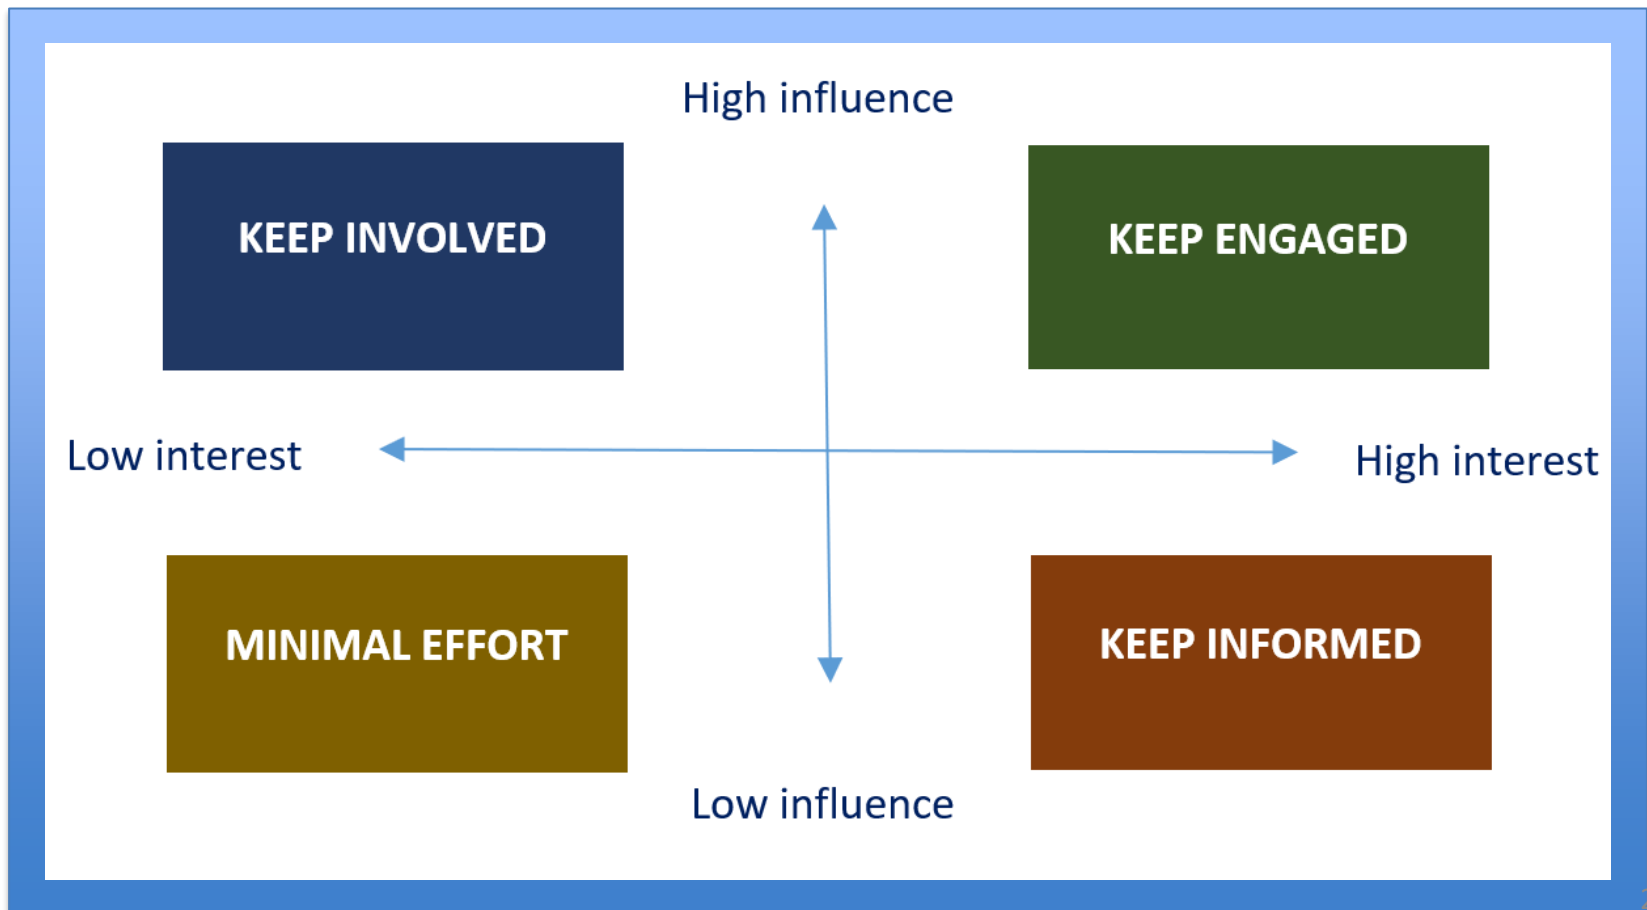 High influence
KEEP INVOLVED
KEEP ENGAGED
Low interest
High interest
MINIMAL EFFORT
KEEP INFORMED
Low influence